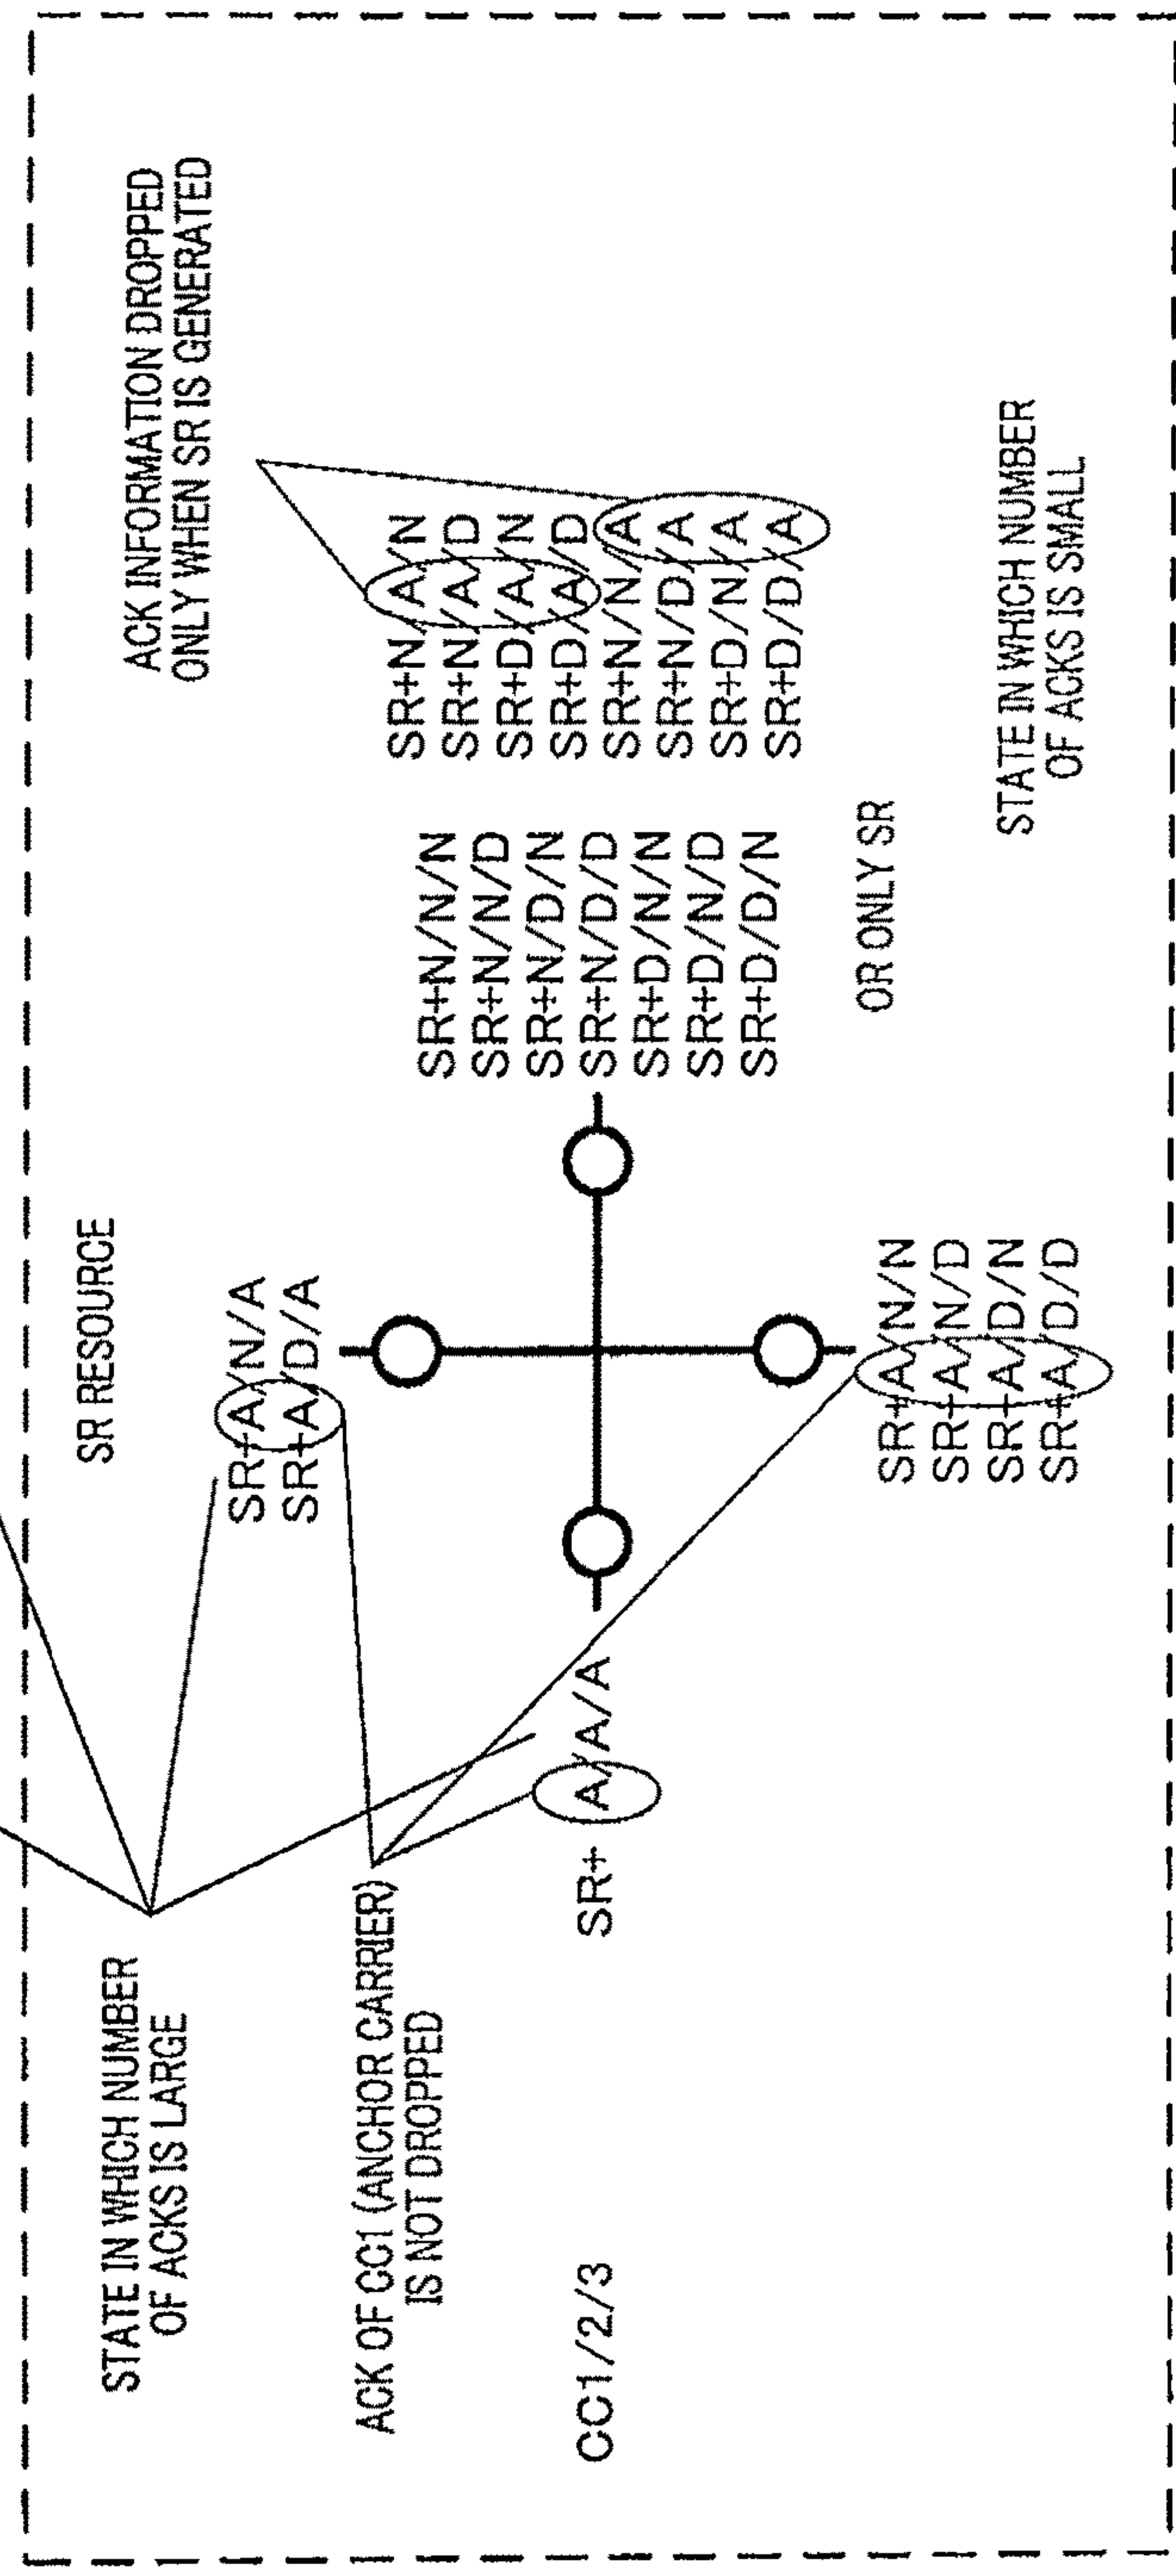 STATE IN WHICH NUMBER
OF ACKS IS LARGE
ACK OF CC1 (ANCHOR CARRIER)
IS NOT DROPPED
CC1/2/3
SR RESOURCE
SR+A/N/A
SR+A/D/A
SR+ A/A/A
SR+A/N/N
SR+A/N/D
SR+A/D/N
SR+A/D/D
SR+N/N/N
SR+N/N/D
SR+N/D/N
SR+N/D/D
SR+D/N/N
SR+D/N/D
SR+D/D/N
OR ONLY SR
ACK INFORMATION DROPPED
ONLY WHEN SR IS GENERATED
SR+N/A/N
SR+N/A/D
SR+D/A/N
SR+D/A/D
SR+N/N/A
SR+N/D/A
SR+D/N/A
SR+D/D/A
STATE IN WHICH NUMBER
OF ACKS IS SMALL